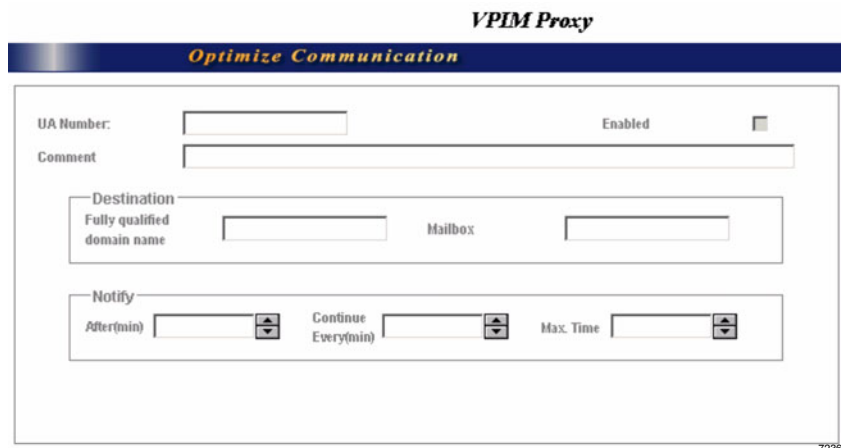 VPIM Proxy
Optimize Communication
UA Number:
Enabled
Comment
Destination
Fully qualified
domain name
Mailbox
Notify
After(min)
Continue
Every(min)
Max. Time